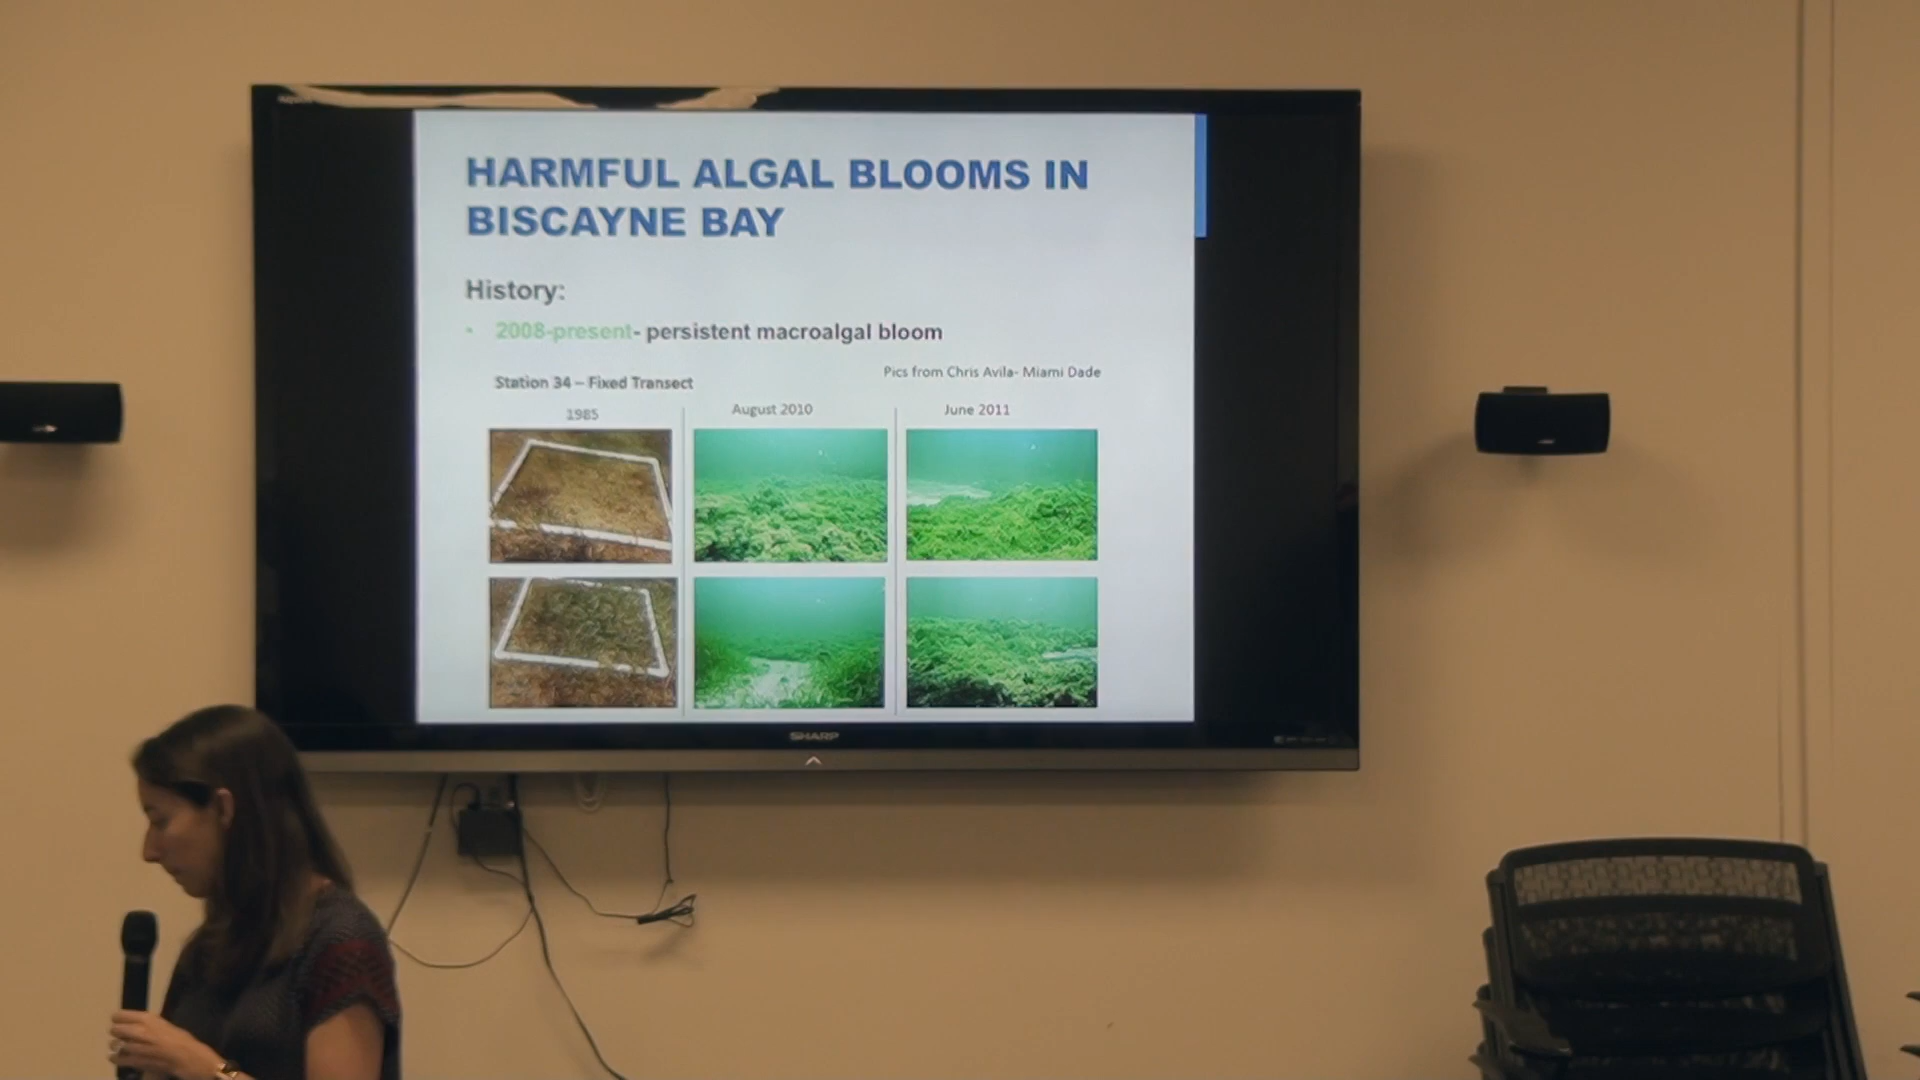 HARMFUL ALGAL BLOOMS IN
BISCAYNE BAY
History:
• 2008-present- persistent macroalgal bloom
Pics from Chris Avila- Miami Dade
Station 34 – Fixed Transect
1985
August 2010
June 2011
SHARP